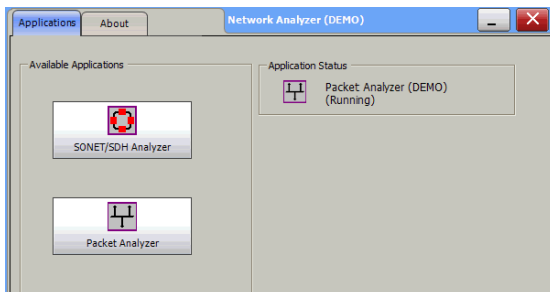 Applications
About
Network Analyzer (DEMO)
Available Applications
SONET/SDH Analyzer
Packet Analyzer
Application Status
Packet Analyzer (DEMO)
(Running)